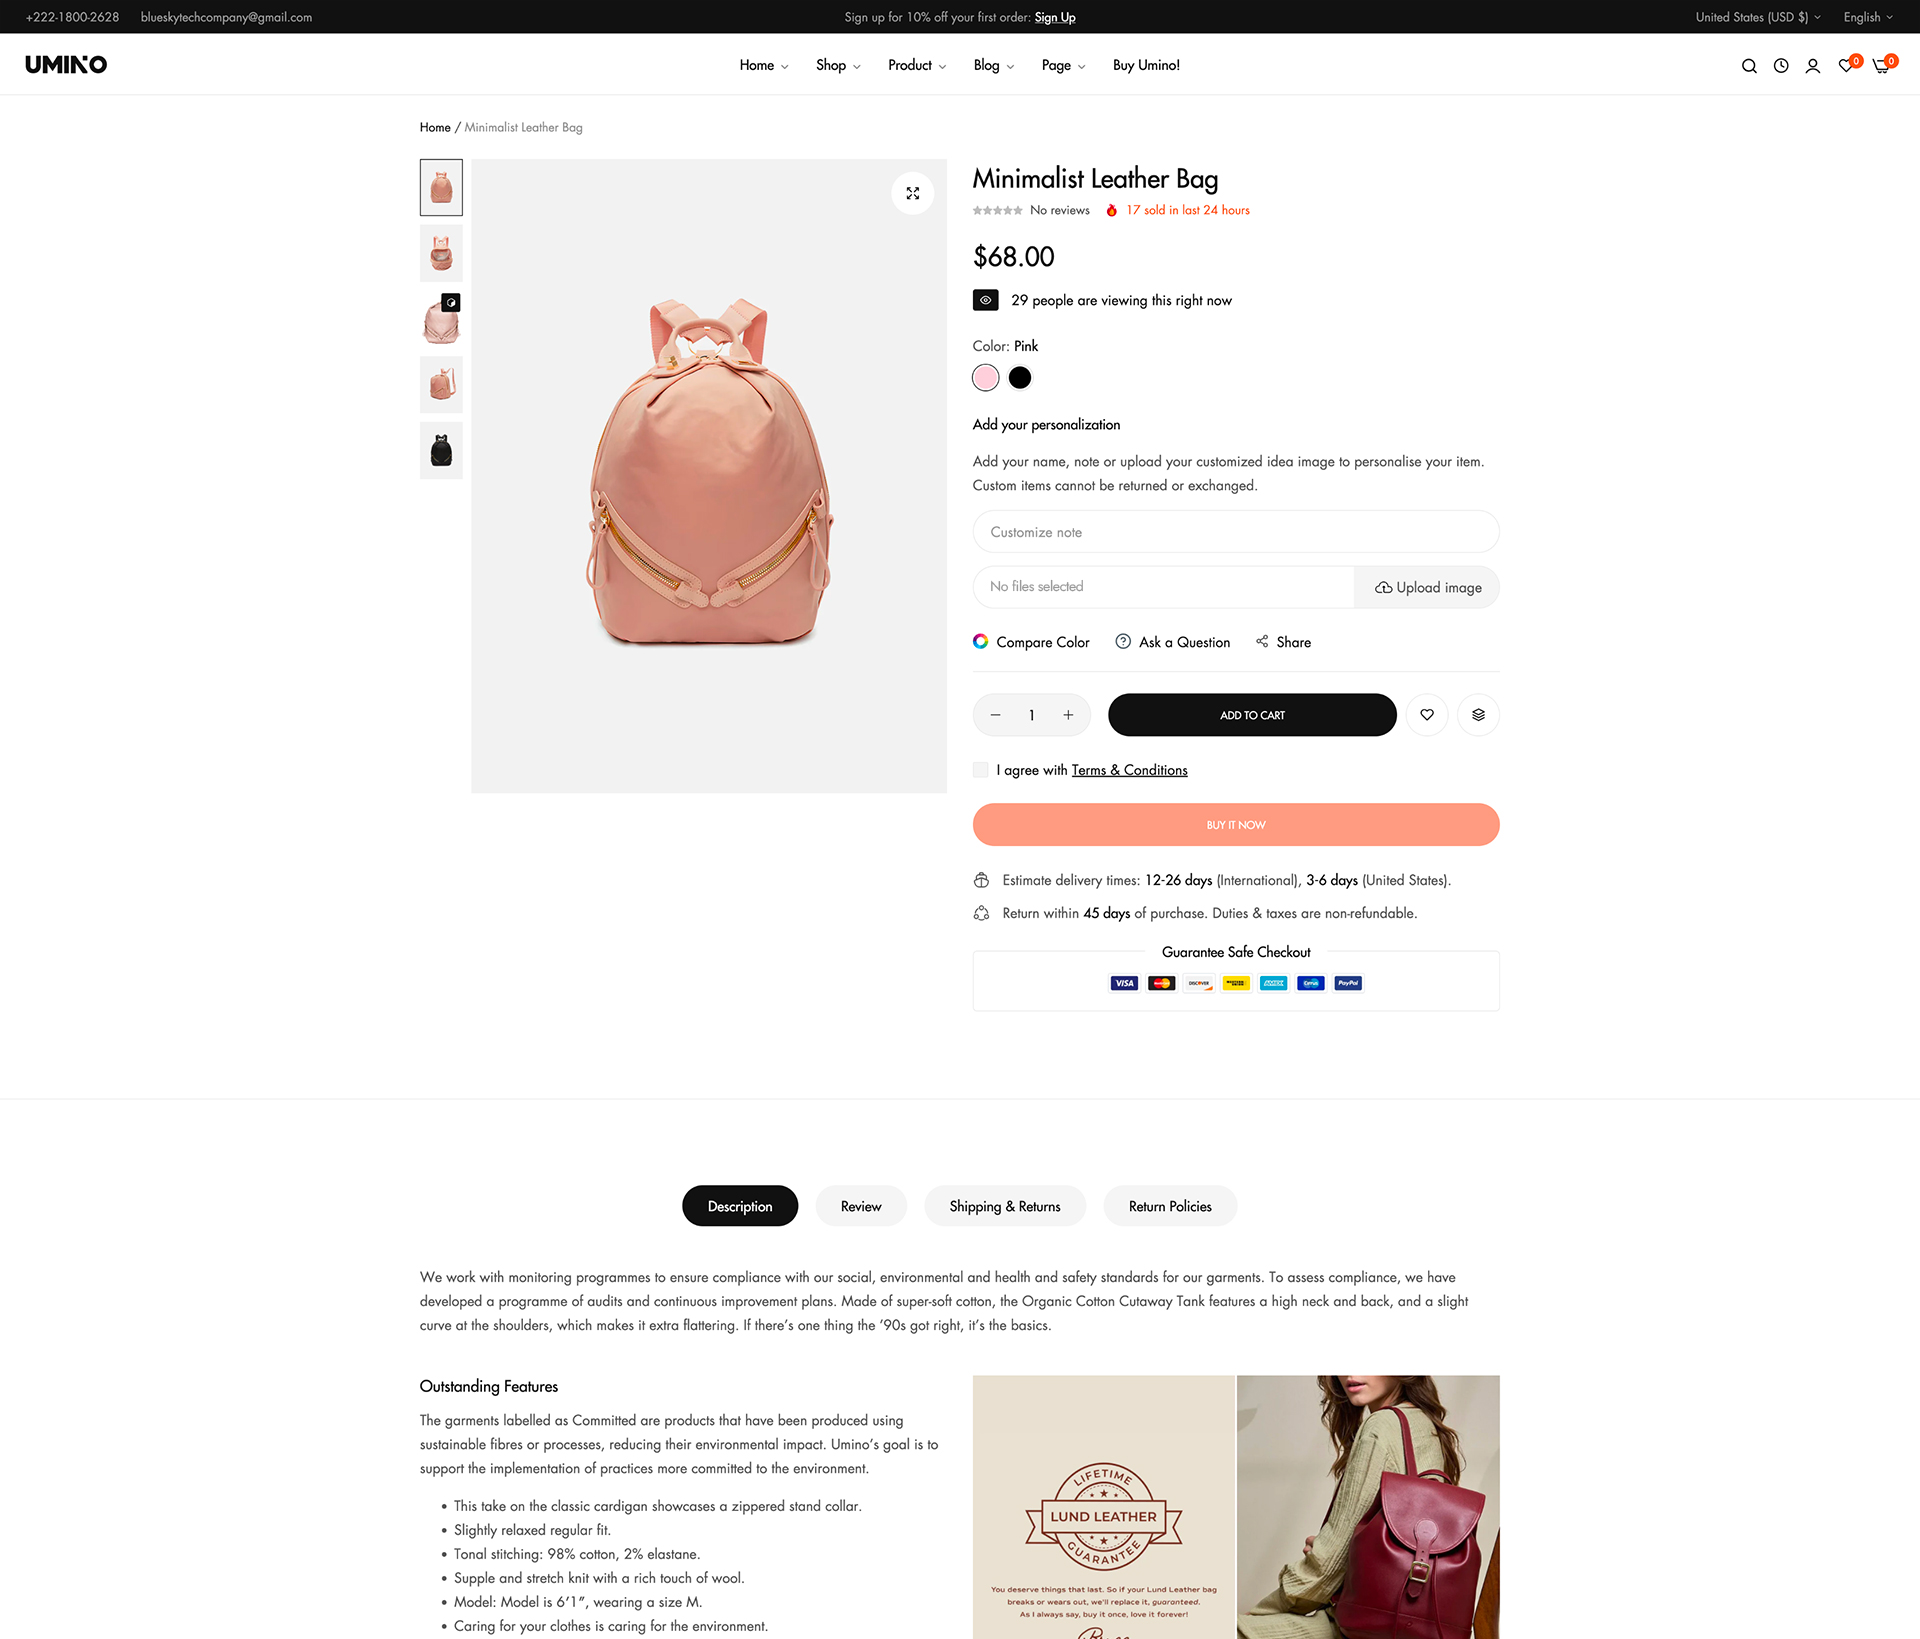 +222-1800-2628 blueskytechcompany@gmail.com Sign up for 10% off your first order: Sign Up United States (USD $) English
UMINO Home Shop Product Blog Page Buy Umino! 0 0
Home / Minimalist Leather Bag
Minimalist Leather Bag
No reviews 17 sold in last 24 hours
$68.00
29 people are viewing this right now
Color: Pink
Add your personalization
Add your name, note or upload your customized idea image to personalise your item.
Custom items cannot be returned or exchanged.
Customize note
No files selected Upload image
Compare Color Ask a Question Share
− 1 + ADD TO CART
I agree with Terms & Conditions
BUY IT NOW
Estimate delivery times: 12-26 days (International), 3-6 days (United States).
Return within 45 days of purchase. Duties & taxes are non-refundable.
Guarantee Safe Checkout
VISA DISCOVER Cirrus PayPal
Description Review Shipping & Returns Return Policies
We work with monitoring programmes to ensure compliance with our social, environmental and health and safety standards for our garments. To assess compliance, we have
developed a programme of audits and continuous improvement plans. Made of super-soft cotton, the Organic Cotton Cutaway Tank features a high neck and back, and a slight
curve at the shoulders, which makes it extra flattering. If there’s one thing the ’90s got right, it’s the basics.
Outstanding Features
The garments labelled as Committed are products that have been produced using
sustainable fibres or processes, reducing their environmental impact. Umino’s goal is to
support the implementation of practices more committed to the environment.
• This take on the classic cardigan showcases a zippered stand collar.
• Slightly relaxed regular fit.
• Tonal stitching: 98% cotton, 2% elastane.
• Supple and stretch knit with a rich touch of wool.
• Model: Model is 6’1”, wearing a size M.
• Caring for your clothes is caring for the environment.
LIFETIME
LUND LEATHER
GUARANTEE
You deserve things that last. So if your Lund Leather bag
breaks or wears out, we'll replace it, guaranteed.
As I always say, buy it once, love it forever!